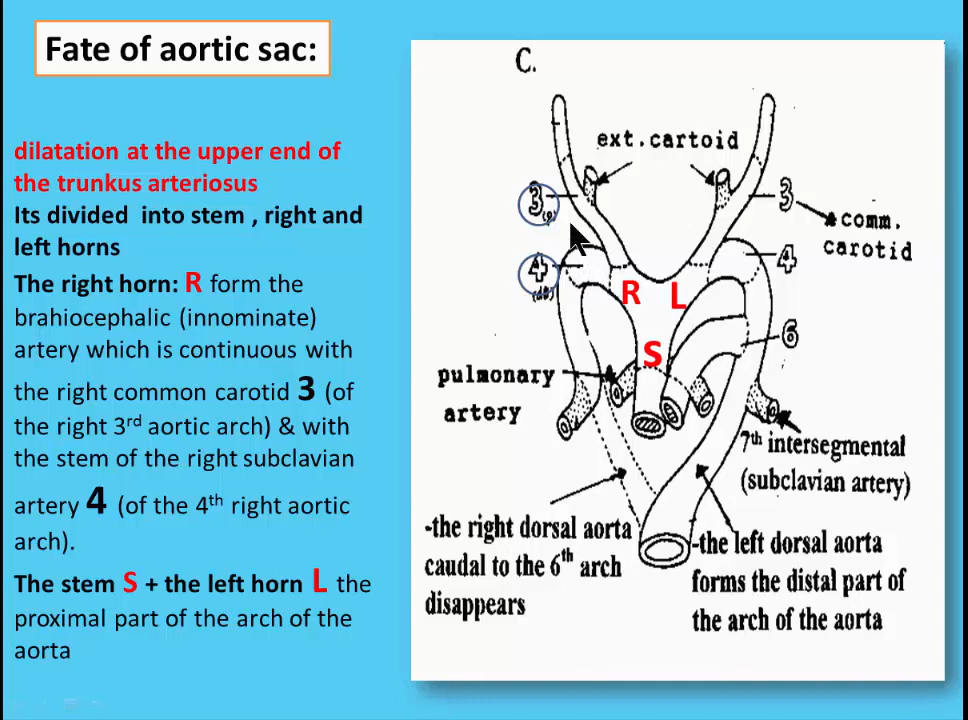 Fate of aortic sac:
dilatation at the upper end of
the trunkus arteriosus
Its divided into stem , right and
left horns
The right horn: R form the
brahiocephalic (innominate)
artery which is continuous with
the right common carotid 3 (of
the right 3rd aortic arch) & with
the stem of the right subclavian
artery 4 (of the 4th right aortic
arch).
The stem S + the left horn L the
proximal part of the arch of the
aorta
C.
ext.cartoid
3
3
comm.
carotid
4
4
R L
6
S
pulmonary
artery
7th intersegmental
(subclavian artery)
-the right dorsal aorta
caudal to the 6th arch
disappears
-the left dorsal aorta
forms the distal part of
the arch of the aorta